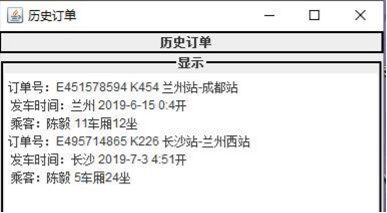 历史订单
历史订单
显示
订单号：E451578594 K454 兰州站-成都站
发车时间：兰州 2019-6-15 0:4开
乘客：陈毅 11车厢12坐
订单号：E495714865 K226 长沙站-兰州西站
发车时间：长沙 2019-7-3 4:51开
乘客：陈毅 5车厢24坐